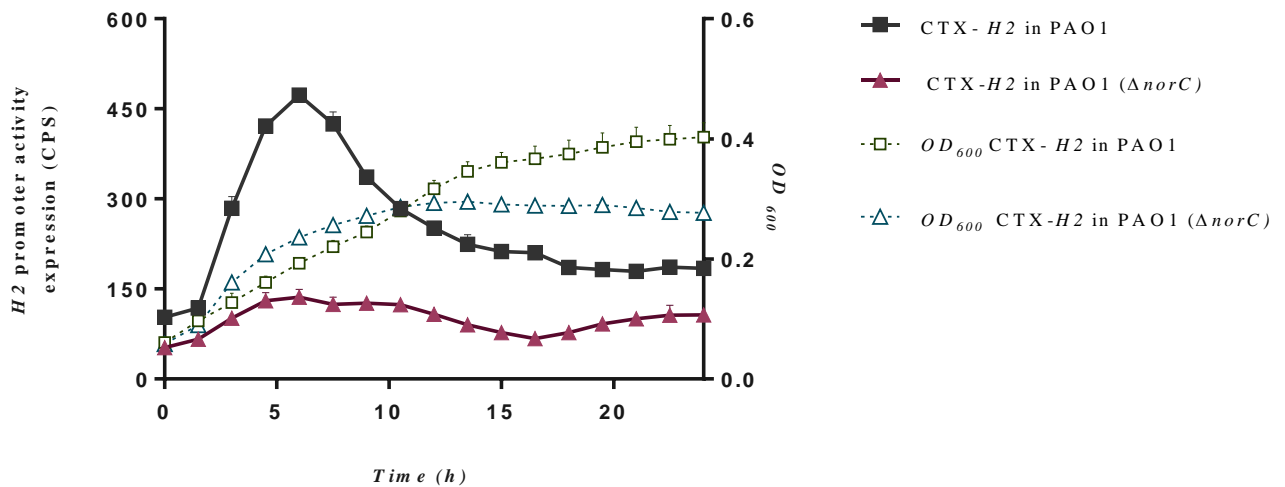 H2 promoter activity
expression (CPS)
600
450
300
150
0
0.6
0.4
0.2
0.0
OD 600
0 5 10 15 20
Time (h)
CTX- H2 in PAO1
CTX-H2 in PAO1 (ΔnorC)
OD600 CTX- H2 in PAO1
OD600 CTX-H2 in PAO1 (ΔnorC)